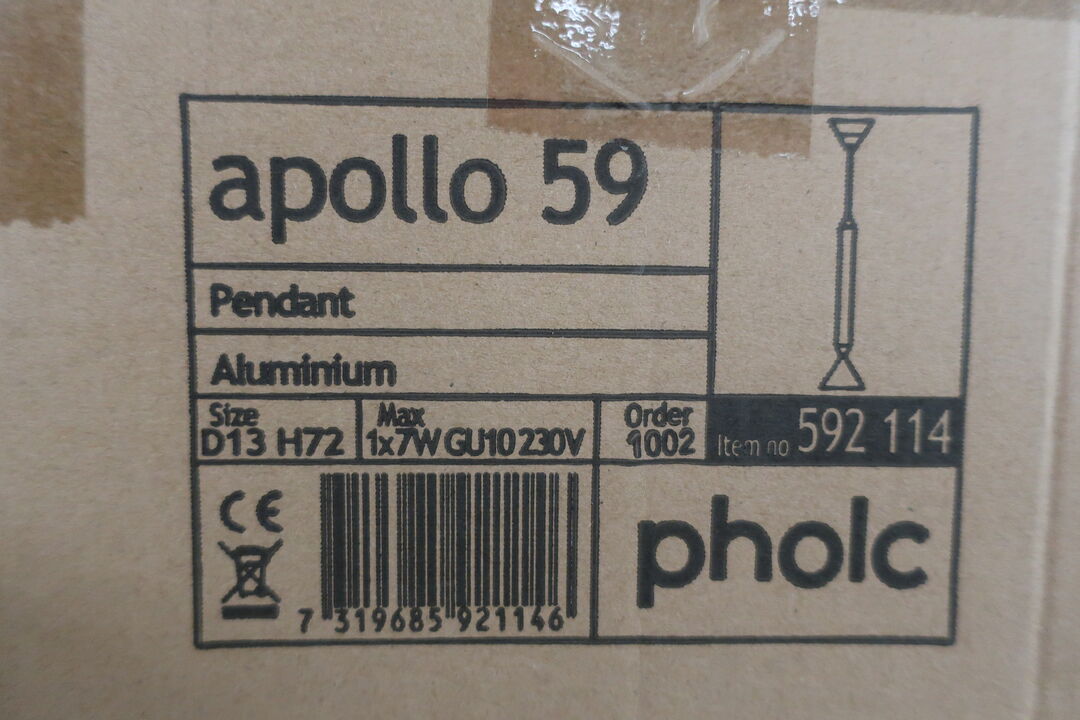 apollo 59
Pendant
Aluminium
Size
D13 H72
Max
1x7W GU10 230V
Order
1002
Item no 592 114
CE
7 319685 921146
pholc